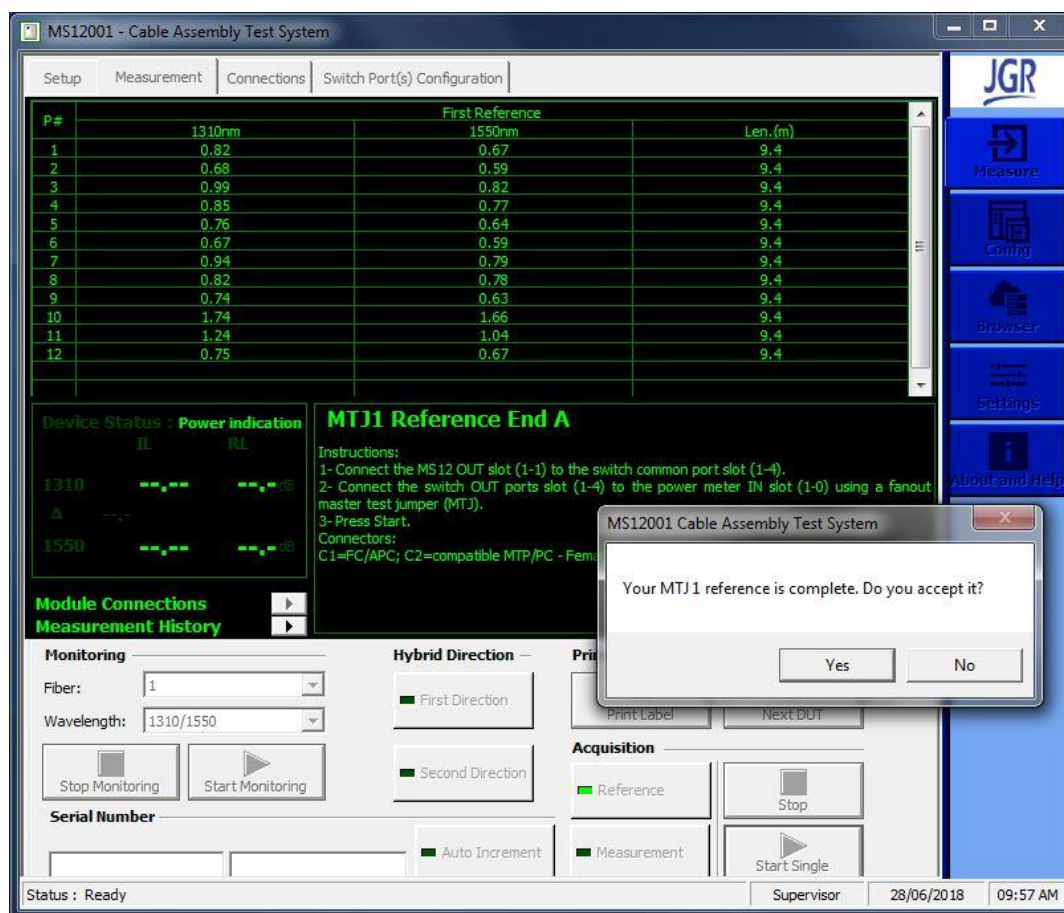 MS12001 - Cable Assembly Test System
JGR
Setup Measurement Connections Switch Port(s) Configuration
P# First Reference
1310nm 1550nm Len.(m)
1 0.82 0.67 9.4
2 0.68 0.59 9.4
3 0.99 0.82 9.4
4 0.85 0.77 9.4
5 0.76 0.64 9.4
6 0.67 0.59 9.4
7 0.94 0.79 9.4
8 0.82 0.78 9.4
9 0.74 0.63 9.4
10 1.74 1.66 9.4
11 1.24 1.04 9.4
12 0.75 0.67 9.4
Measure
Config
Browser
Settings
About and Help
Device Status : Power indication
IL RL
1310 --.-- --.- dB
Δ --.-
1550 --.-- --.- dB
Module Connections
Measurement History
MTJ1 Reference End A
Instructions:
1- Connect the MS12 OUT slot (1-1) to the switch common port slot (1-4).
2- Connect the switch OUT ports slot (1-4) to the power meter IN slot (1-0) using a fanout
master test jumper (MTJ).
3- Press Start.
Connectors:
C1=FC/APC; C2=compatible MTP/PC - Fema
MS12001 Cable Assembly Test System
Your MTJ 1 reference is complete. Do you accept it?
Yes No
Monitoring
Fiber: 1
Wavelength: 1310/1550
Stop Monitoring Start Monitoring
Hybrid Direction
First Direction
Second Direction
Print Label Next DUT
Acquisition
Reference Stop
Measurement Start Single
Serial Number
Auto Increment
Status : Ready Supervisor 28/06/2018 09:57 AM